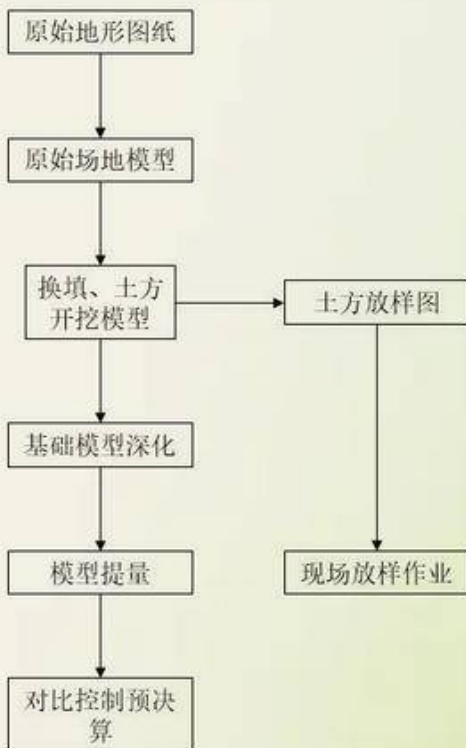 原始地形图纸
原始场地模型
换填、土方
开挖模型
土方放样图
基础模型深化
模型提量
现场放样作业
对比控制预决
算